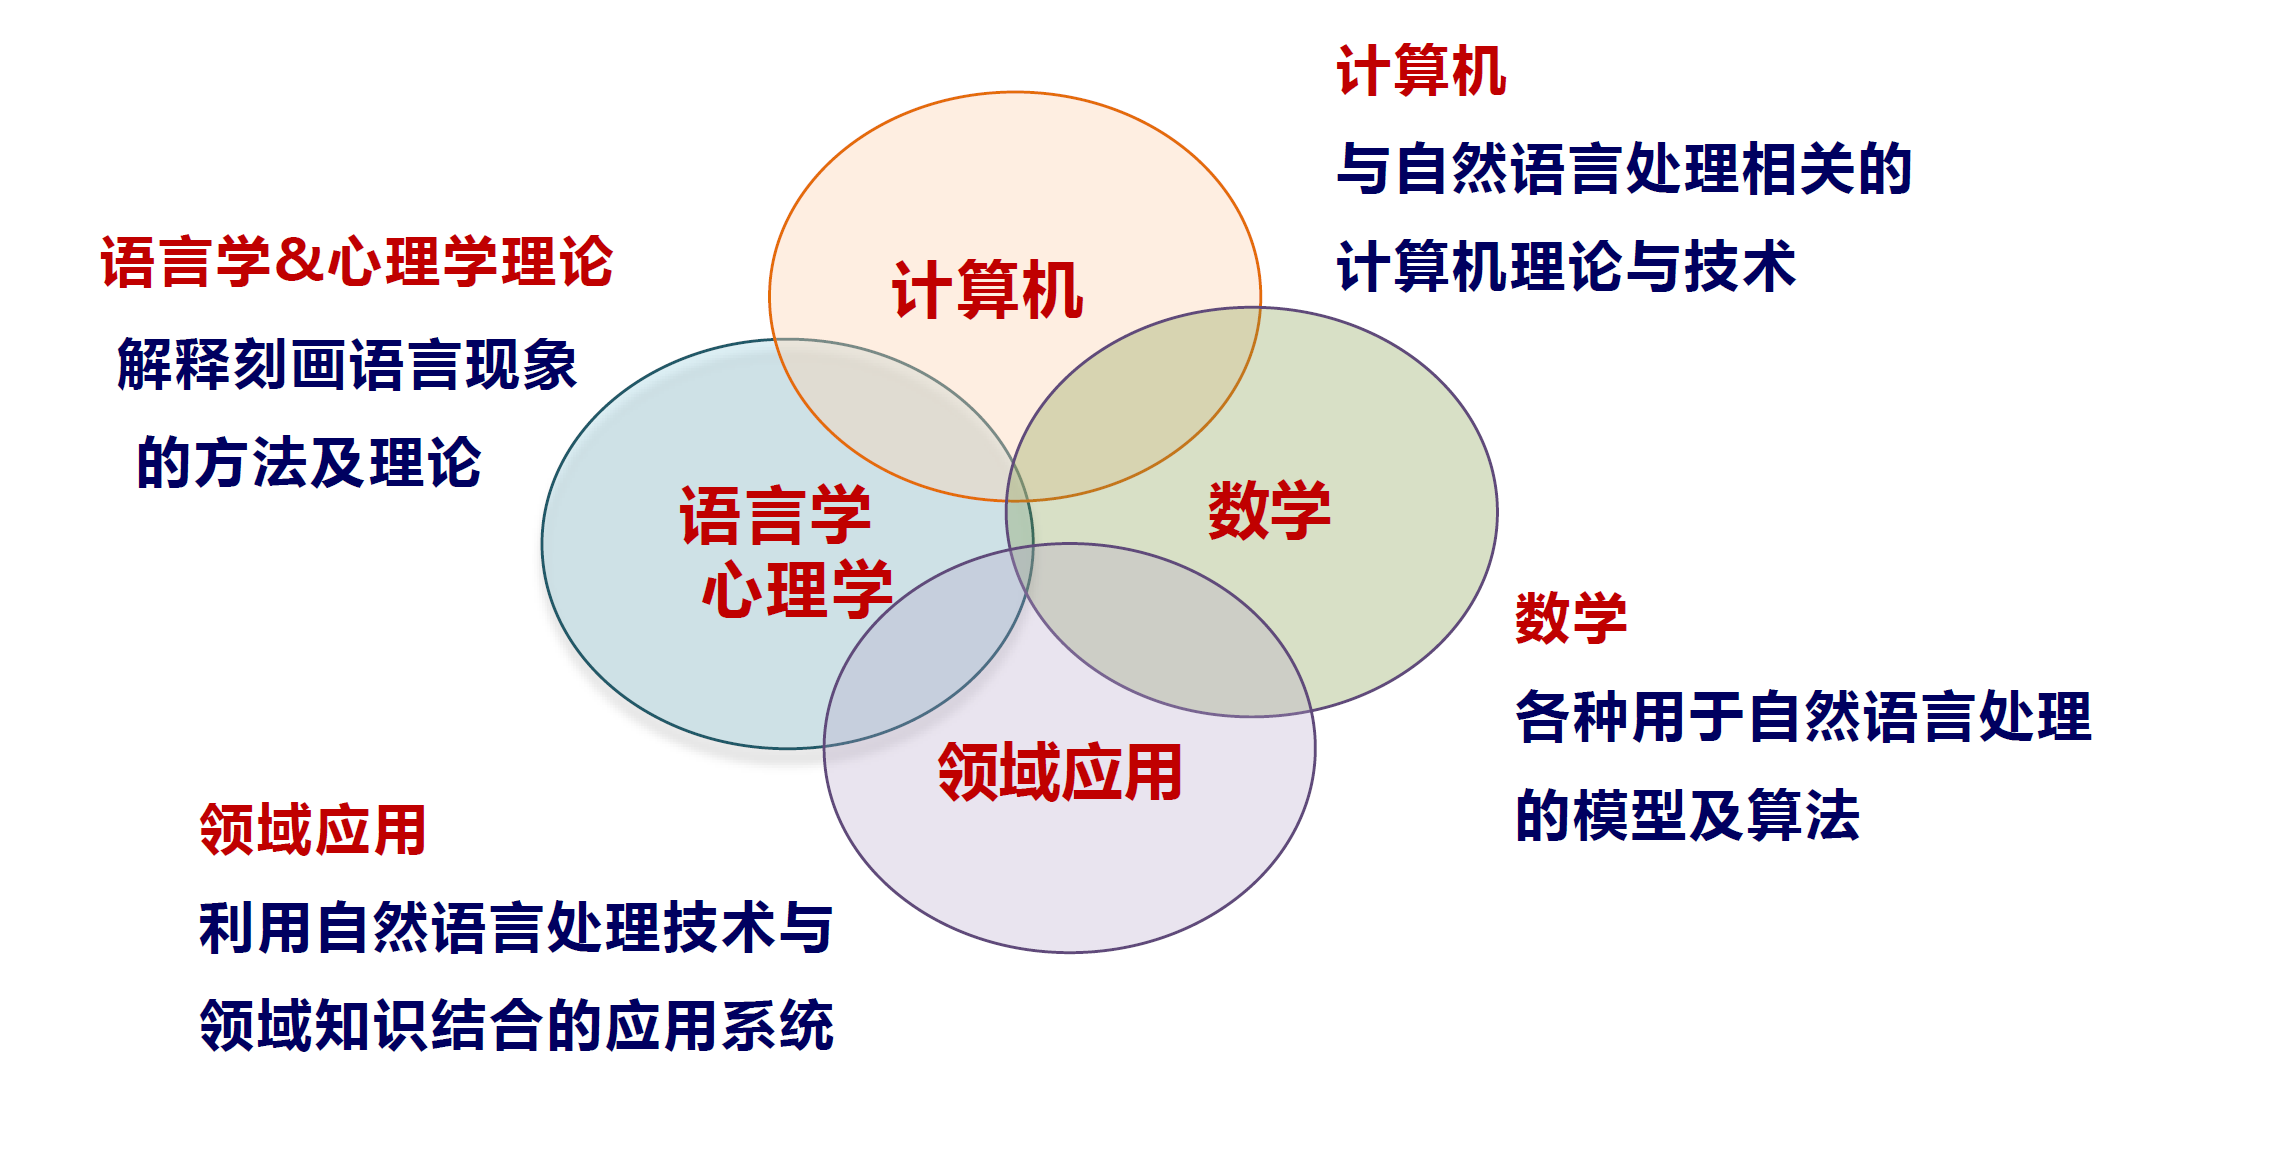 计算机
与自然语言处理相关的
计算机理论与技术
语言学&心理学理论
解释刻画语言现象
的方法及理论
计算机
语言学
心理学
数学
领域应用
数学
各种用于自然语言处理
的模型及算法
领域应用
利用自然语言处理技术与
领域知识结合的应用系统